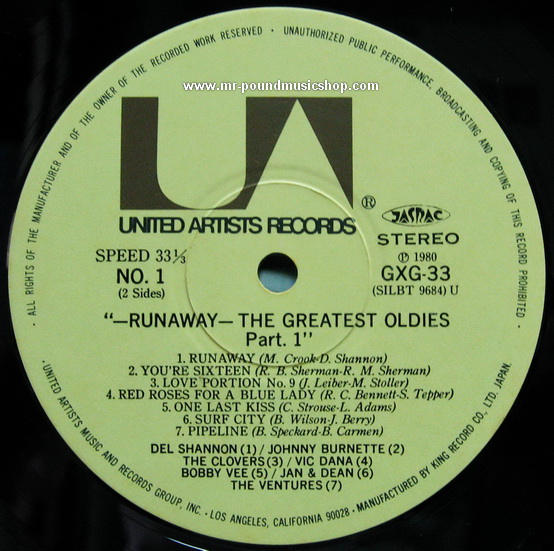 · ALL RIGHTS OF THE MANUFACTURER AND OF THE OWNER OF THE RECORDED WORK RESERVED · UNAUTHORIZED PUBLIC PERFORMANCE, BROADCASTING AND COPYING OF THIS RECORD PROHIBITED ·
www.mr-poundmusicshop.com
UA
®
UNITED ARTISTS RECORDS
JASRAC
SPEED 33⅓
STEREO
NO. 1
℗ 1980
(2 Sides)
GXG-33
(SILBT 9684) U
“—RUNAWAY— THE GREATEST OLDIES
Part. 1”
1. RUNAWAY (M. Crook-D. Shannon)
2. YOU'RE SIXTEEN (R. B. Sherman-R. M. Sherman)
3. LOVE PORTION No. 9 (J. Leiber-M. Stoller)
4. RED ROSES FOR A BLUE LADY (R. C. Bennett-S. Tepper)
5. ONE LAST KISS (C. Strouse-L. Adams)
6. SURF CITY (B. Wilson-J. Berry)
7. PIPELINE (B. Speckard-B. Carmen)
DEL SHANNON (1) / JOHNNY BURNETTE (2)
THE CLOVERS (3) / VIC DANA (4)
BOBBY VEE (5) / JAN & DEAN (6)
THE VENTURES (7)
· UNITED ARTISTS MUSIC AND RECORDS GROUP, INC. · LOS ANGELES, CALIFORNIA 90028 · MANUFACTURED BY KING RECORD CO., LTD. JAPAN.